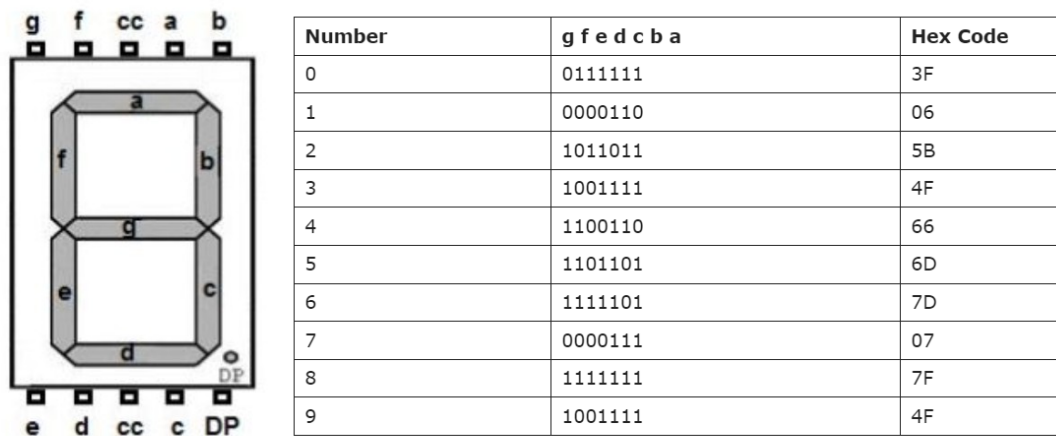 g f cc a b
a
f b
g
e c
d
DP
e d cc c DP
Number g f e d c b a Hex Code
0 0111111 3F
1 0000110 06
2 1011011 5B
3 1001111 4F
4 1100110 66
5 1101101 6D
6 1111101 7D
7 0000111 07
8 1111111 7F
9 1001111 4F